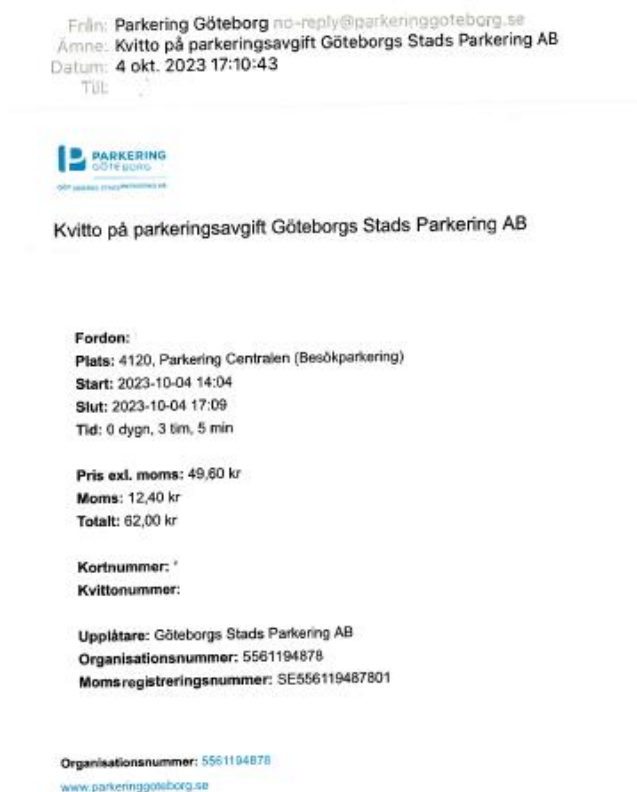 Från: Parkering Göteborg no-reply@parkeringgoteborg.se
Ämne: Kvitto på parkeringsavgift Göteborgs Stads Parkering AB
Datum: 4 okt. 2023 17:10:43
Till:
PARKERING
GÖTEBORG
Kvitto på parkeringsavgift Göteborgs Stads Parkering AB
Fordon:
Plats: 4120, Parkering Centralen (Besökparkering)
Start: 2023-10-04 14:04
Slut: 2023-10-04 17:09
Tid: 0 dygn, 3 tim, 5 min
Pris exl. moms: 49,60 kr
Moms: 12,40 kr
Totalt: 62,00 kr
Kortnummer: *
Kvittonummer:
Upplåtare: Göteborgs Stads Parkering AB
Organisationsnummer: 5561194878
Momsregistreringsnummer: SE556119487801
Organisationsnummer: 5561194878
www.parkeringgoteborg.se